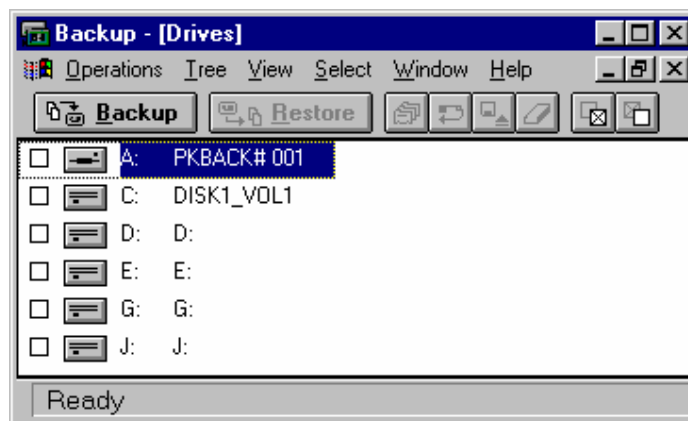 Backup - [Drives]
Operations Tree View Select Window Help
Backup Restore
A: PKBACK# 001
C: DISK1_VOL1
D: D:
E: E:
G: G:
J: J:
Ready